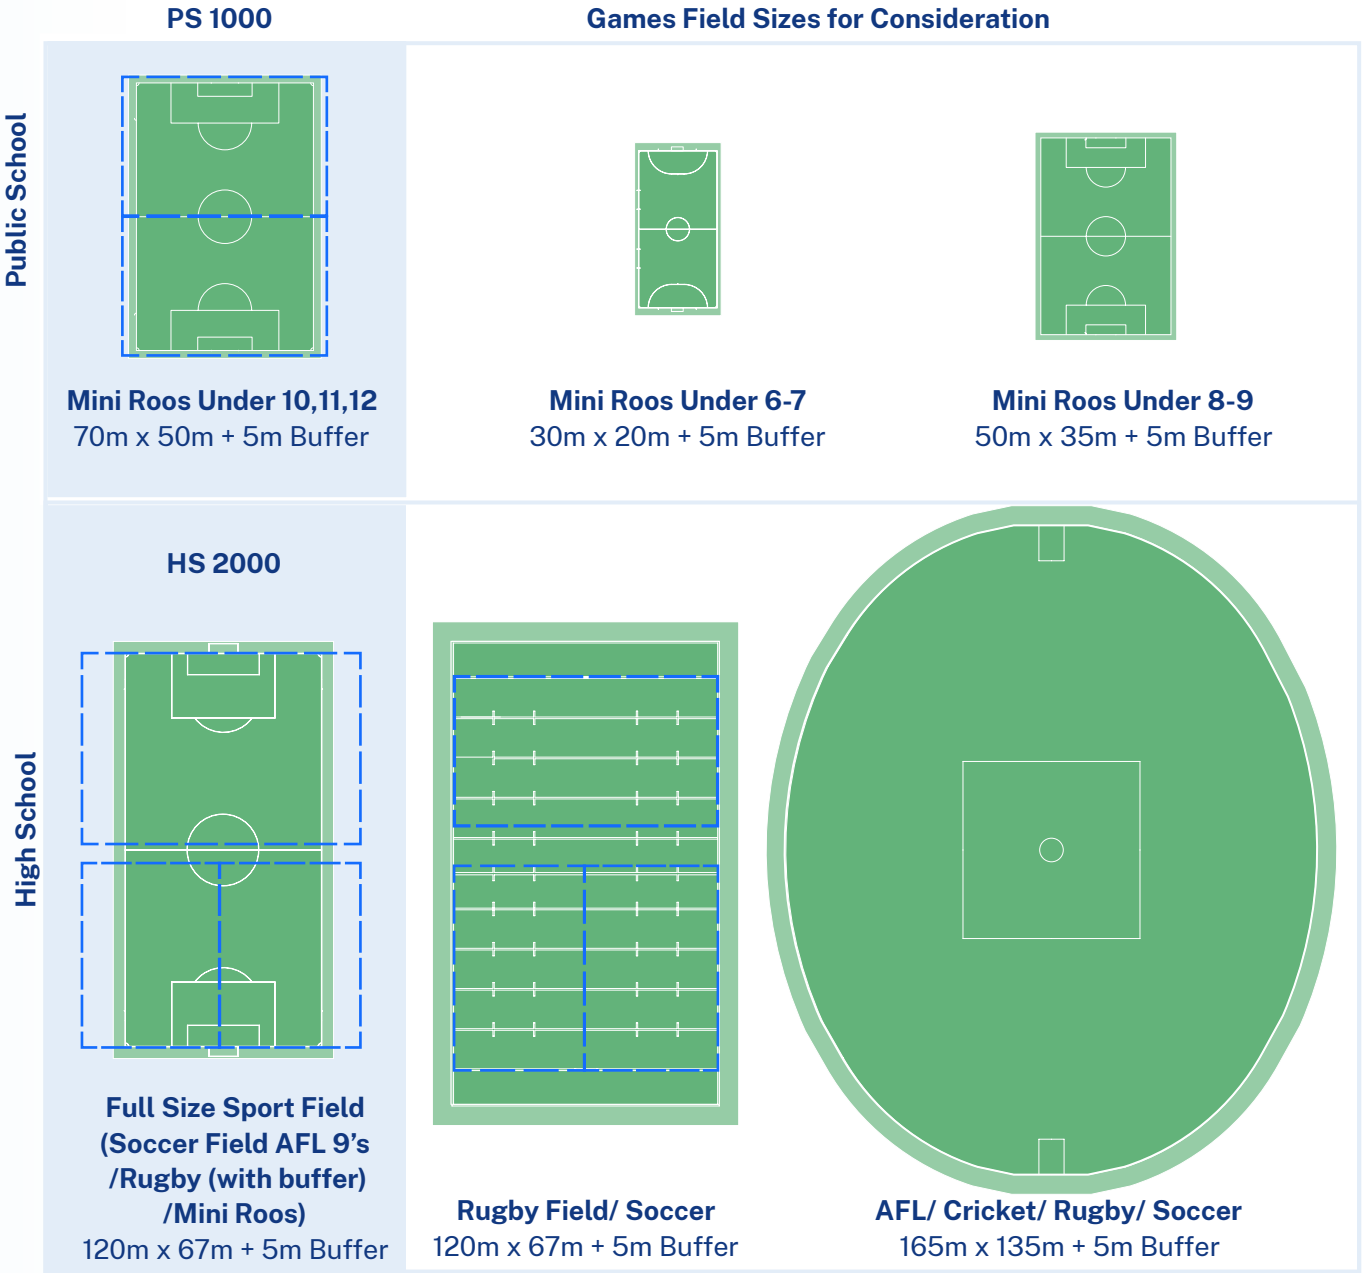 PS 1000
Games Field Sizes for Consideration
Public School
Mini Roos Under 10,11,12
70m x 50m + 5m Buffer
Mini Roos Under 6-7
30m x 20m + 5m Buffer
Mini Roos Under 8-9
50m x 35m + 5m Buffer
High School
HS 2000
Full Size Sport Field
(Soccer Field AFL 9’s
/Rugby (with buffer)
/Mini Roos)
120m x 67m + 5m Buffer
Rugby Field/ Soccer
120m x 67m + 5m Buffer
AFL/ Cricket/ Rugby/ Soccer
165m x 135m + 5m Buffer